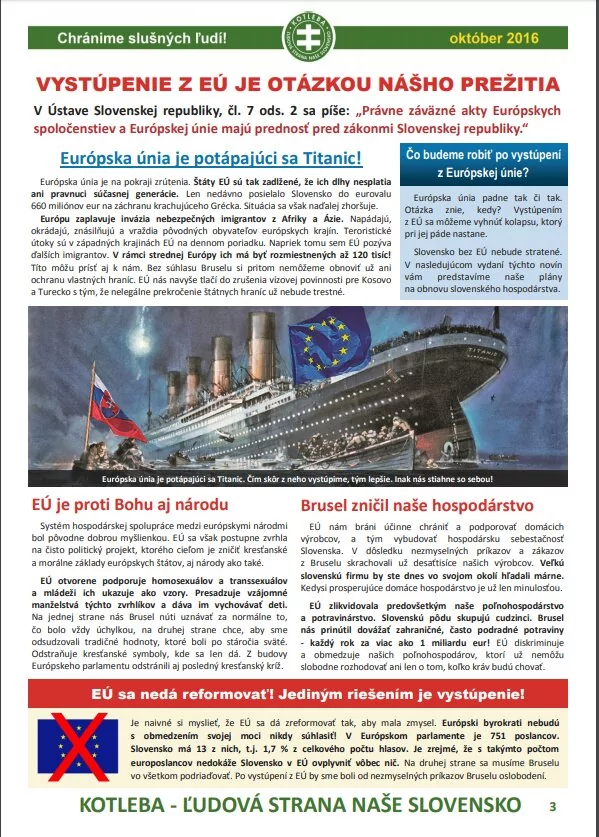 Chránime slušných ľudí!
KOTLEBA
ĽUDOVÁ STRANA NAŠE SLOVENSKO
október 2016
VYSTÚPENIE Z EÚ JE OTÁZKOU NÁŠHO PREŽITIA
V Ústave Slovenskej republiky, čl. 7 ods. 2 sa píše: „Právne záväzné akty Európskych
spoločenstiev a Európskej únie majú prednosť pred zákonmi Slovenskej republiky.“
Európska únia je potápajúci sa Titanic!
Európska únia je na pokraji zrútenia. Štáty EÚ sú tak zadlžené, že ich dlhy nesplatia
ani pravnuci súčasnej generácie. Len nedávno posielalo Slovensko do eurovalu
660 miliónov eur na záchranu krachujúceho Grécka. Situácia sa však naďalej zhoršuje.
Európu zaplavuje invázia nebezpečných imigrantov z Afriky a Ázie. Napádajú,
okrádajú, znásilňujú a vraždia pôvodných obyvateľov európskych krajín. Teroristické
útoky sú v západných krajinách EÚ na dennom poriadku. Napriek tomu sem EÚ pozýva
ďalších imigrantov. V rámci strednej Európy ich má byť rozmiestnených až 120 tisíc!
Títo môžu prísť aj k nám. Bez súhlasu Bruselu si pritom nemôžeme obnoviť už ani
ochranu vlastných hraníc. EÚ nás navyše tlačí do zrušenia vízovej povinnosti pre Kosovo
a Turecko s tým, že nelegálne prekročenie štátnych hraníc už nebude trestné.
Čo budeme robiť po vystúpení
z Európskej únie?
Európska únia padne tak či tak.
Otázka znie, kedy? Vystúpením
z EÚ sa môžeme vyhnúť kolapsu, ktorý
pri jej páde nastane.
Slovensko bez EÚ nebude stratené.
V nasledujúcom vydaní týchto novín
vám predstavíme naše plány
na obnovu slovenského hospodárstva.
TITANIC
Európska únia je potápajúci sa Titanic. Čím skôr z neho vystúpime, tým lepšie. Inak nás stiahne so sebou!
EÚ je proti Bohu aj národu
Systém hospodárskej spolupráce medzi európskymi národmi
bol pôvodne dobrou myšlienkou. EÚ sa však postupne zvrhla
na čisto politický projekt, ktorého cieľom je zničiť kresťanské
a morálne základy európskych štátov, aj národy ako také.
EÚ otvorene podporuje homosexuálov a transsexuálov
a mládeži ich ukazuje ako vzory. Presadzuje vzájomné
manželstvá týchto zvrhlíkov a dáva im vychovávať deti.
Na jednej strane nás Brusel núti uznávať za normálne to,
čo bolo vždy úchylkou, na druhej strane chce, aby sme
odsudzovali tradičné hodnoty, ktoré boli po stáročia sväté.
Odstraňuje kresťanské symboly, kde sa len dá. Z budovy
Európskeho parlamentu odstránili aj posledný kresťanský kríž.
Brusel zničil naše hospodárstvo
EÚ nám bráni účinne chrániť a podporovať domácich
výrobcov, a tým vybudovať hospodársku sebestačnosť
Slovenska. V dôsledku nezmyselných príkazov a zákazov
z Bruselu skrachovali už desaťtisíce našich výrobcov. Veľkú
slovenskú firmu by ste dnes vo svojom okolí hľadali márne.
Kedysi prosperujúce domáce hospodárstvo je už len minulosťou.
EÚ zlikvidovala predovšetkým naše poľnohospodárstvo
a potravinárstvo. Slovenskú pôdu skupujú cudzinci. Brusel
nás prinútil dovážať zahraničné, často podradné potraviny
- každý rok za viac ako 1 miliardu eur! EÚ diskriminuje
a obmedzuje našich poľnohospodárov, ktorí už nemôžu
slobodne rozhodovať ani len o tom, koľko kráv budú chovať.
EÚ sa nedá reformovať! Jediným riešením je vystúpenie!
Je naivné si myslieť, že EÚ sa dá zreformovať tak, aby mala zmysel. Európski byrokrati nebudú
s obmedzením svojej moci nikdy súhlasiť! V Európskom parlamente je 751 poslancov.
Slovensko má 13 z nich, t.j. 1,7 % z celkového počtu hlasov. Je zrejmé, že s takýmto počtom
europoslancov nedokáže Slovensko v EÚ ovplyvniť vôbec nič. Na druhej strane sa musíme Bruselu
vo všetkom podriaďovať. Po vystúpení z EÚ by sme boli od nezmyselných príkazov Bruselu oslobodení.
KOTLEBA - ĽUDOVÁ STRANA NAŠE SLOVENSKO
3